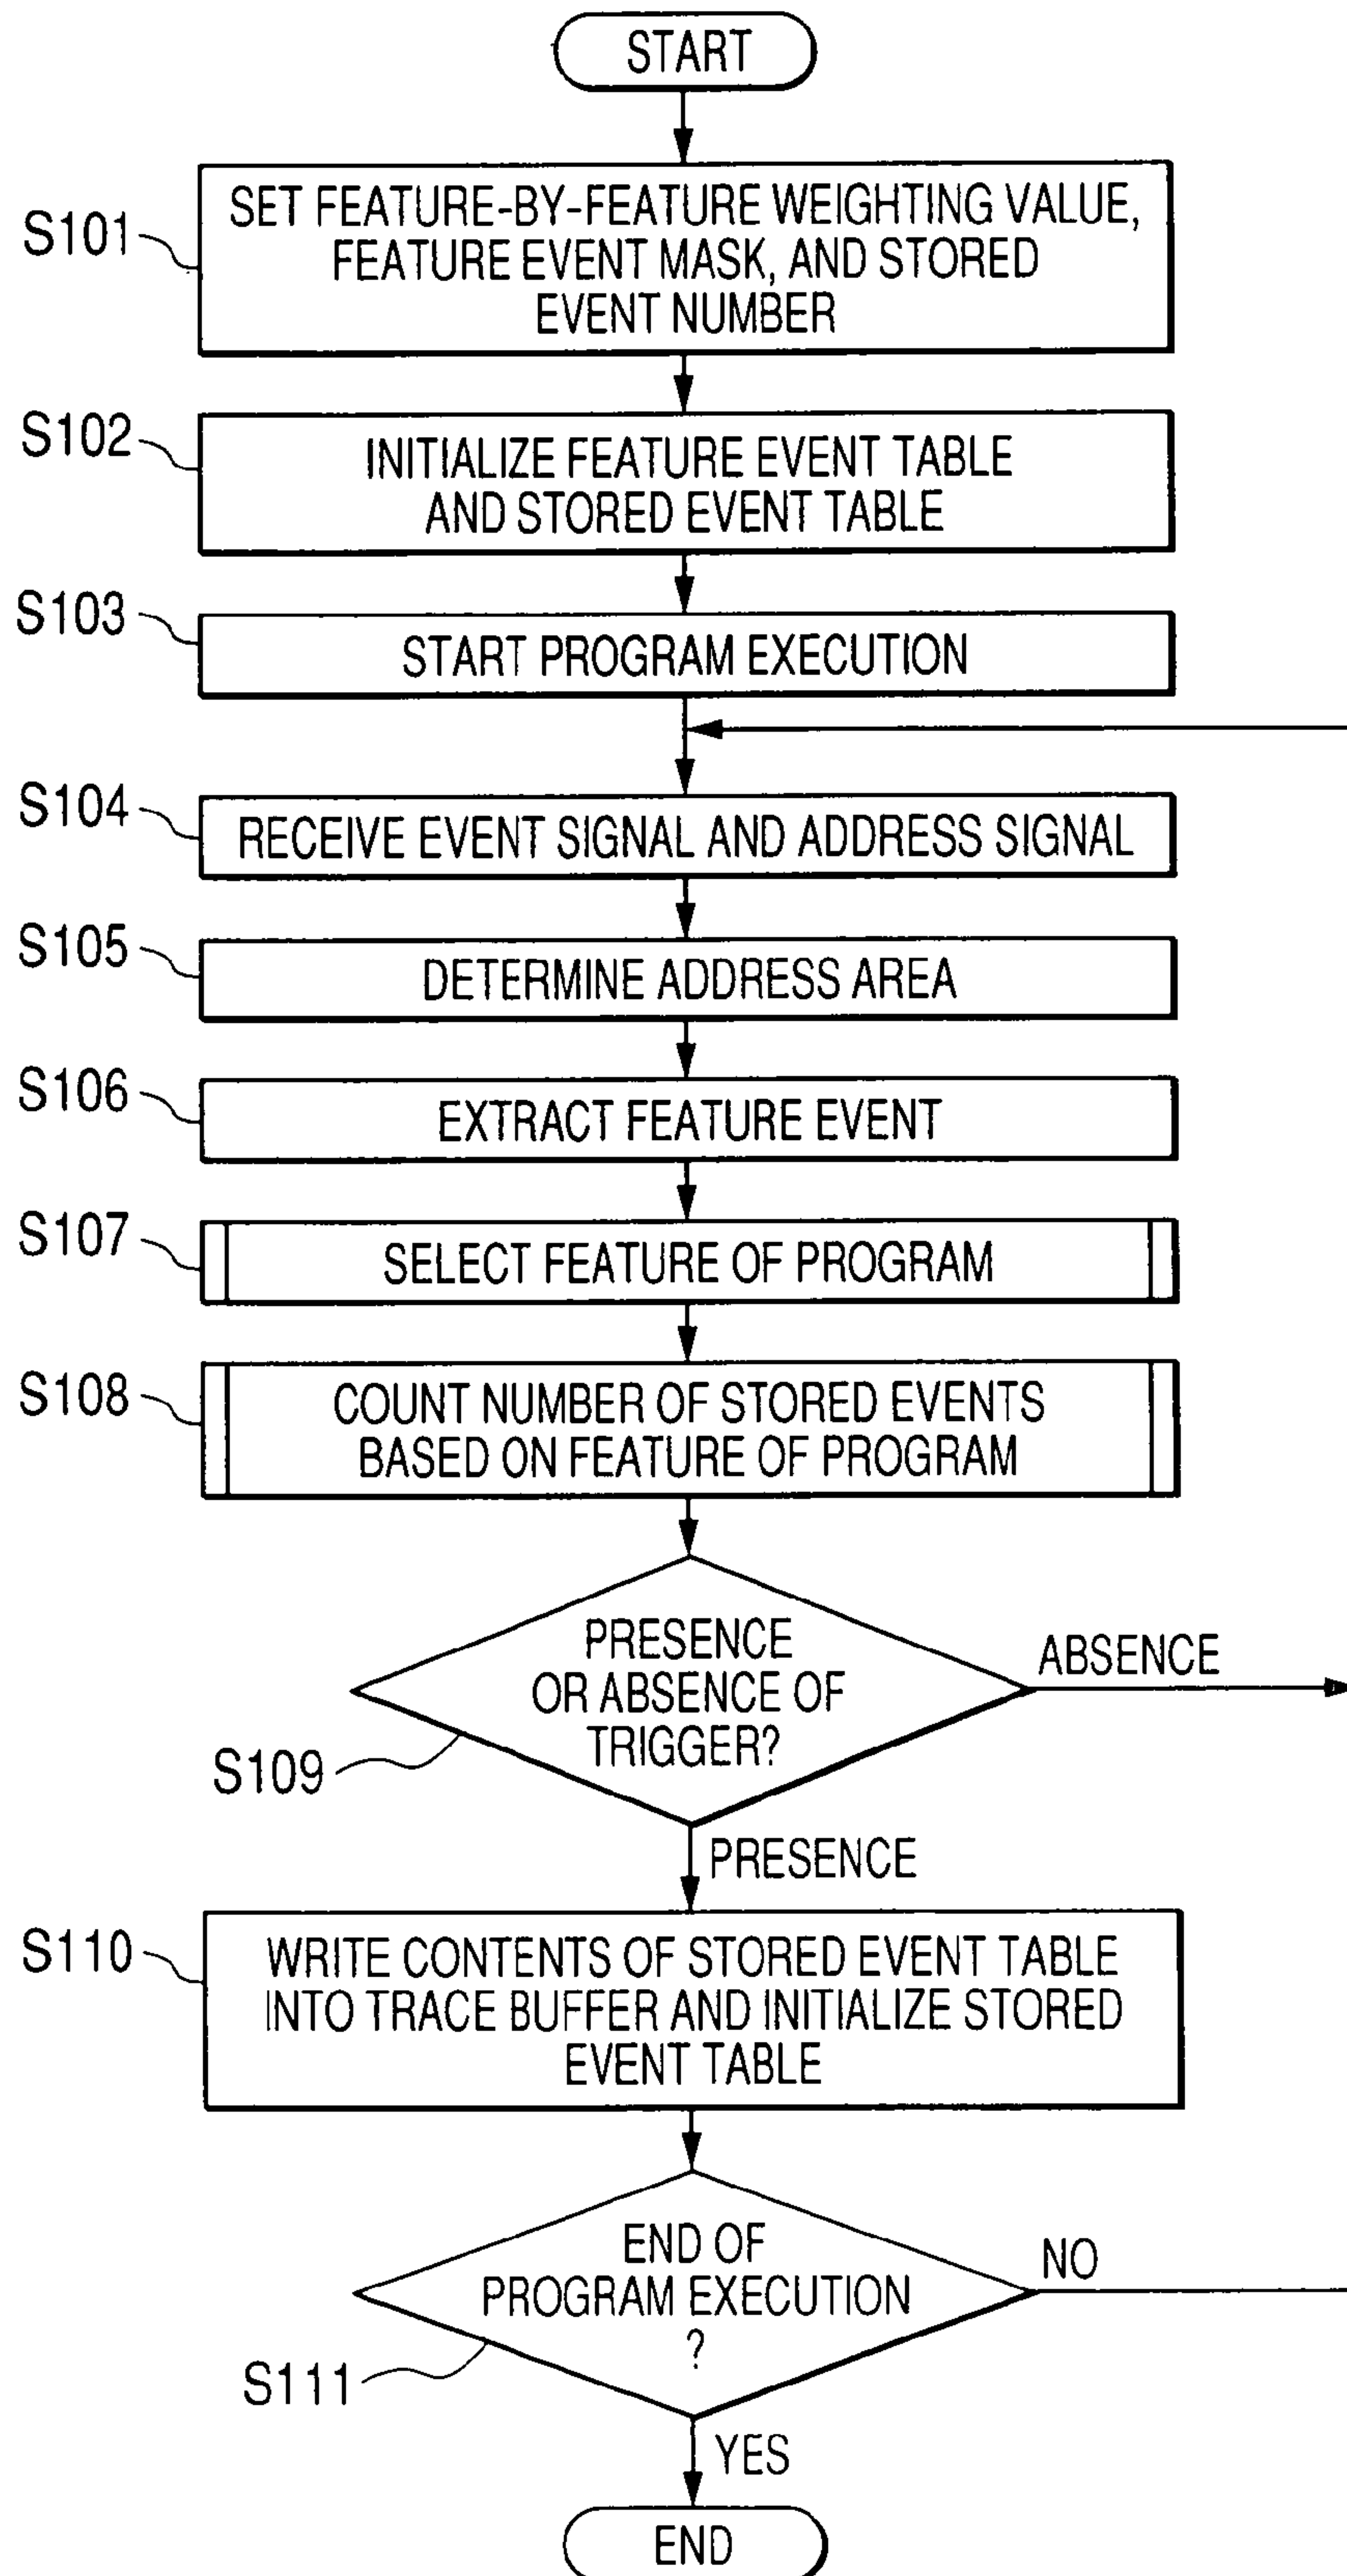 START
S101
SET FEATURE-BY-FEATURE WEIGHTING VALUE,
FEATURE EVENT MASK, AND STORED
EVENT NUMBER
S102
INITIALIZE FEATURE EVENT TABLE
AND STORED EVENT TABLE
S103
START PROGRAM EXECUTION
S104
RECEIVE EVENT SIGNAL AND ADDRESS SIGNAL
S105
DETERMINE ADDRESS AREA
S106
EXTRACT FEATURE EVENT
S107
SELECT FEATURE OF PROGRAM
S108
COUNT NUMBER OF STORED EVENTS
BASED ON FEATURE OF PROGRAM
PRESENCE
OR ABSENCE OF
TRIGGER?
ABSENCE
S109
PRESENCE
S110
WRITE CONTENTS OF STORED EVENT TABLE
INTO TRACE BUFFER AND INITIALIZE STORED
EVENT TABLE
END OF
PROGRAM EXECUTION
?
NO
S111
YES
END